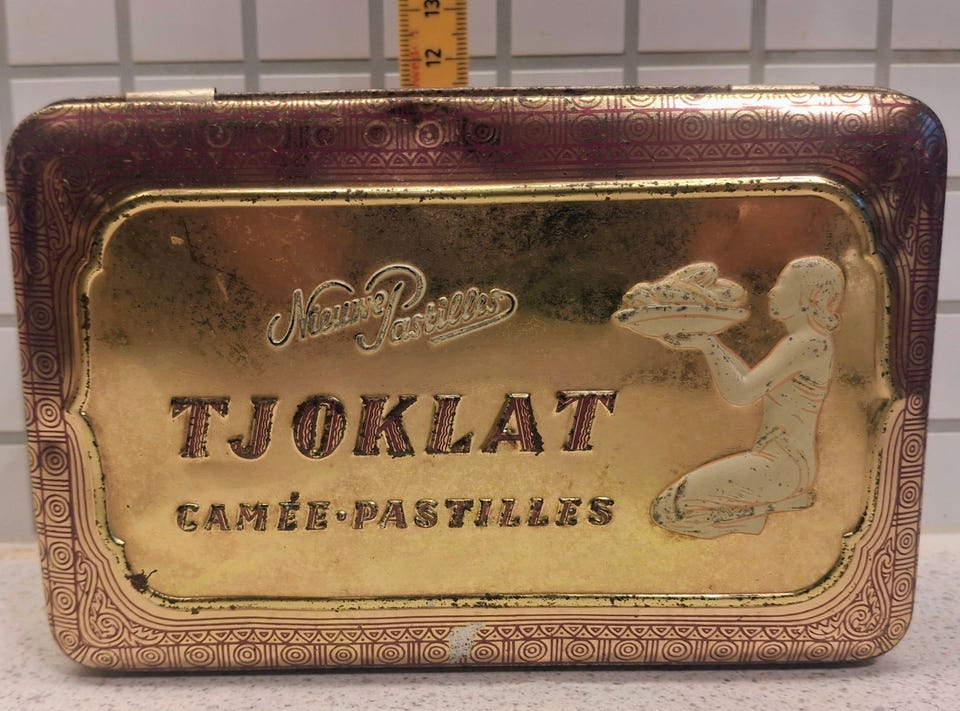 13
12
Nieuwe Pastilles
TJOKLAT
CAMÉE·PASTILLES